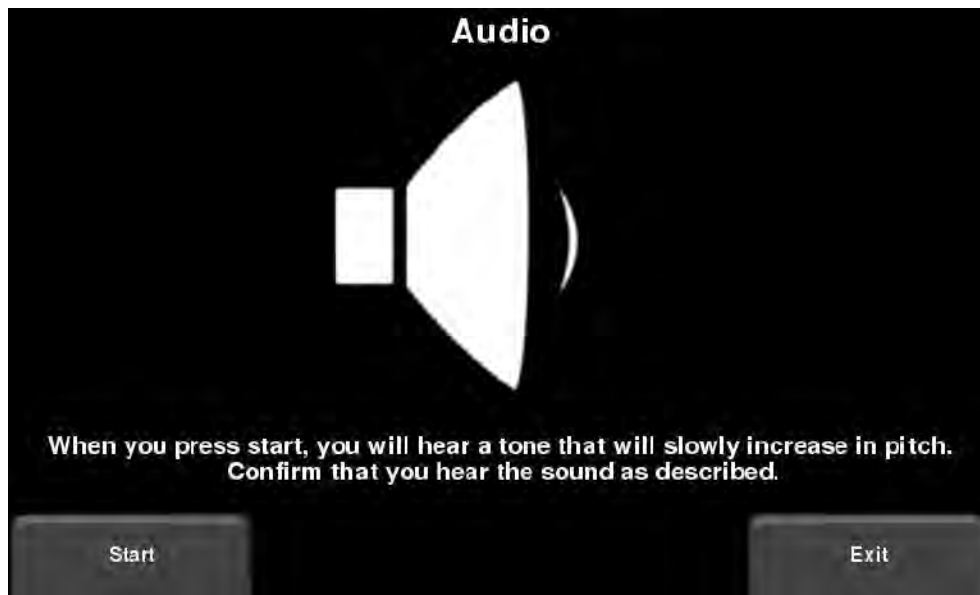 Audio
When you press start, you will hear a tone that will slowly increase in pitch.
Confirm that you hear the sound as described.
Start
Exit